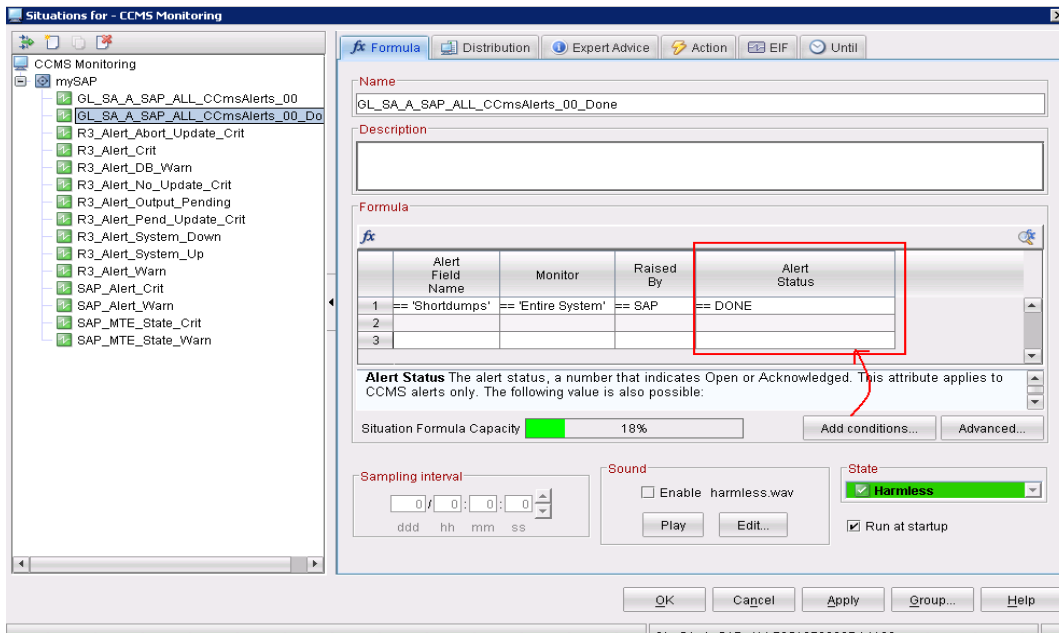 Situations for - CCMS Monitoring
CCMS Monitoring
mySAP
GL_SA_A_SAP_ALL_CCmsAlerts_00
GL_SA_A_SAP_ALL_CCmsAlerts_00_Do
R3_Alert_Abort_Update_Crit
R3_Alert_Crit
R3_Alert_DB_Warn
R3_Alert_No_Update_Crit
R3_Alert_Output_Pending
R3_Alert_Pend_Update_Crit
R3_Alert_System_Down
R3_Alert_System_Up
R3_Alert_Warn
SAP_Alert_Crit
SAP_Alert_Warn
SAP_MTE_State_Crit
SAP_MTE_State_Warn
fx Formula Distribution Expert Advice Action EIF Until
Name
GL_SA_A_SAP_ALL_CCmsAlerts_00_Done
Description
Formula
fx
Alert Field Name Monitor Raised By Alert Status
1 == 'Shortdumps' == 'Entire System' == SAP == DONE
2
3
Alert Status The alert status, a number that indicates Open or Acknowledged. This attribute applies to
CCMS alerts only. The following value is also possible:
Situation Formula Capacity 18% Add conditions... Advanced...
Sampling interval
0 / 0 : 0 : 0
ddd hh mm ss
Sound
Enable harmless.wav
Play Edit...
State
Harmless
Run at startup
OK Cancel Apply Group... Help